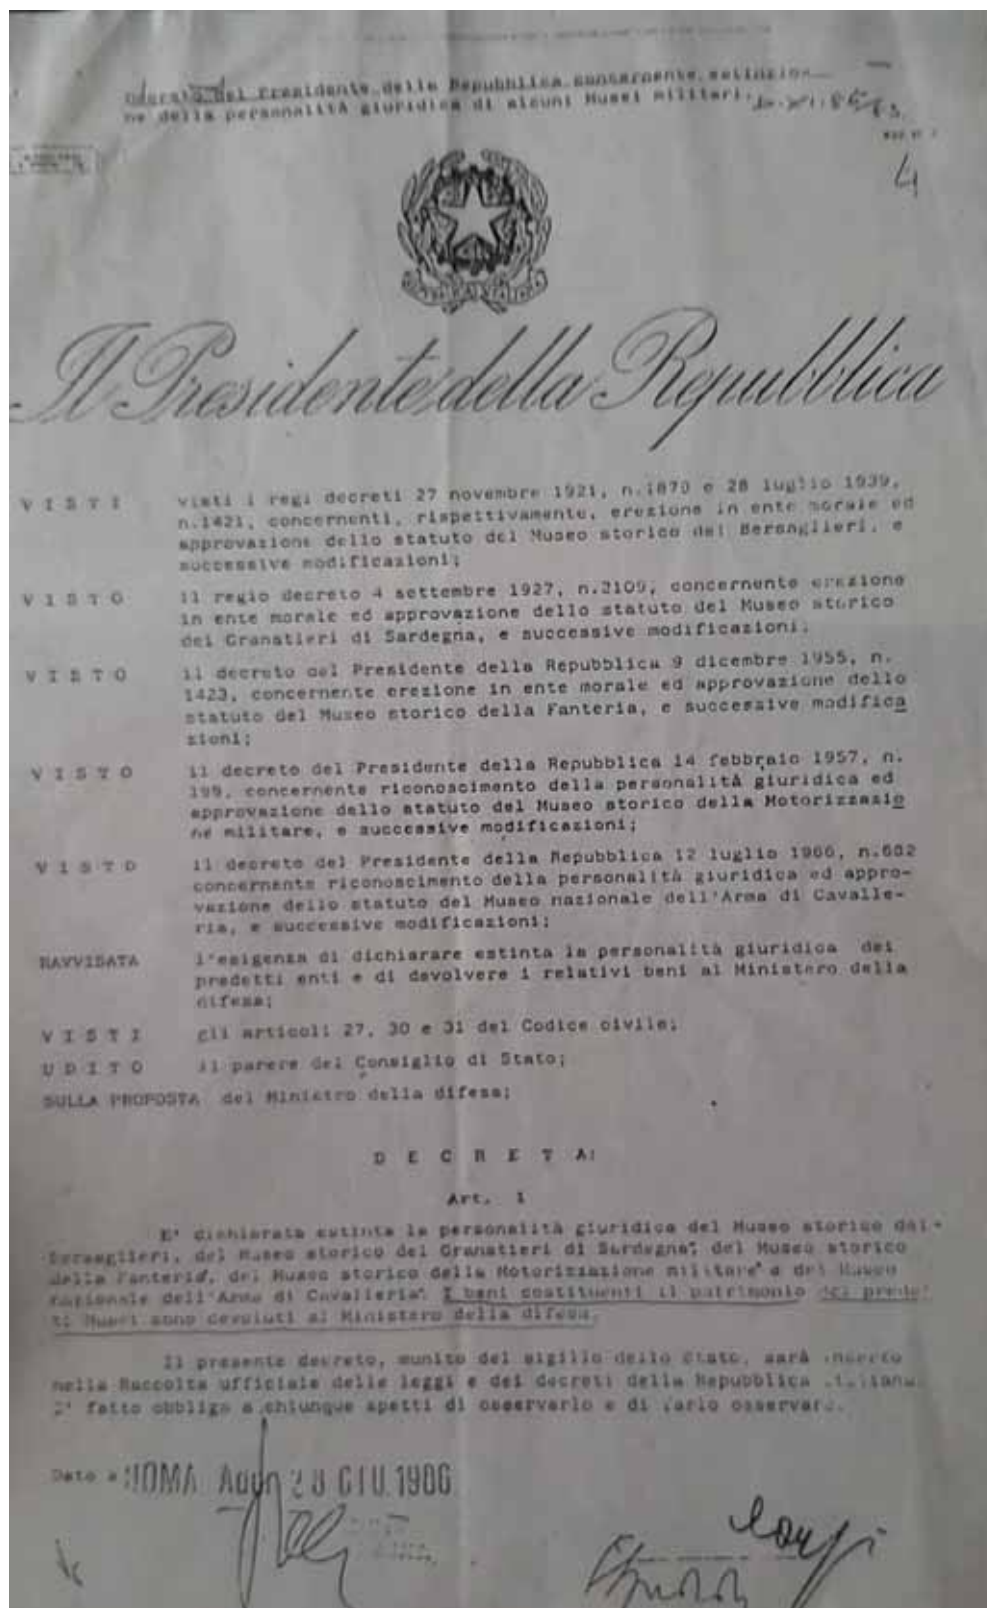 Decreto del Presidente della Repubblica concernente estinzio
ne della personalità giuridica di alcuni Musei militari.
4
Il Presidente della Repubblica
VISTI visti i regi decreti 27 novembre 1921, n.1870 e 28 luglio 1939,
n.1421, concernenti, rispettivamente, erezione in ente morale ed
approvazione dello statuto del Museo storico dei Bersaglieri, e
successive modificazioni;
VISTO il regio decreto 4 settembre 1927, n.2109, concernente erezione
in ente morale ed approvazione dello statuto del Museo storico
dei Granatieri di Sardegna, e successive modificazioni;
VISTO il decreto del Presidente della Repubblica 9 dicembre 1955, n.
1423, concernente erezione in ente morale ed approvazione dello
statuto del Museo storico della Fanteria, e successive modifica
zioni;
VISTO il decreto del Presidente della Repubblica 14 febbraio 1957, n.
199, concernente riconoscimento della personalità giuridica ed
approvazione dello statuto del Museo storico della Motorizzazio
ne militare, e successive modificazioni;
VISTO il decreto del Presidente della Repubblica 12 luglio 1966, n.682
concernente riconoscimento della personalità giuridica ed appro-
vazione dello statuto del Museo nazionale dell'Arma di Cavalle-
ria, e successive modificazioni;
RAVVISATA l'esigenza di dichiarare estinta la personalità giuridica dei
predetti enti e di devolvere i relativi beni al Ministero della
difesa;
VISTI gli articoli 27, 30 e 31 del Codice civile;
UDITO il parere del Consiglio di Stato;
SULLA PROPOSTA del Ministro della difesa;
DECRETA:
Art. 1
E' dichiarata estinta la personalità giuridica del Museo storico dei
bersaglieri, del Museo storico dei Granatieri di Sardegna, del Museo storico
della Fanteria, del Museo storico della Motorizzazione militare e del Museo
nazionale dell'Arma di Cavalleria. I beni costituenti il patrimonio dei predet
ti Musei sono devoluti al Ministero della difesa.
Il presente decreto, munito del sigillo dello Stato, sarà inserto
nella Raccolta ufficiale delle leggi e dei decreti della Repubblica italiana.
E' fatto obbligo a chiunque spetti di osservarlo e di farlo osservare.
Dato a ROMA Addì 28 GIU. 1986